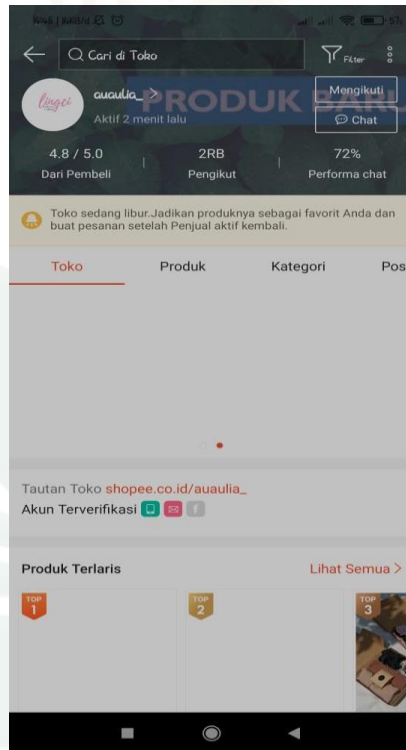 Cari di Toko
Filter
lingci
auaulia_ >
PRODUK BARU
Mengikuti
Aktif 2 menit lalu
Chat
4.8 / 5.0
2RB
72%
Dari Pembeli
Pengikut
Performa chat
Toko sedang libur.Jadikan produknya sebagai favorit Anda dan
buat pesanan setelah Penjual aktif kembali.
Toko
Produk
Kategori
Pos
Tautan Toko shopee.co.id/auaulia_
Akun Terverifikasi
Produk Terlaris
Lihat Semua >
TOP
1
TOP
2
TOP
3